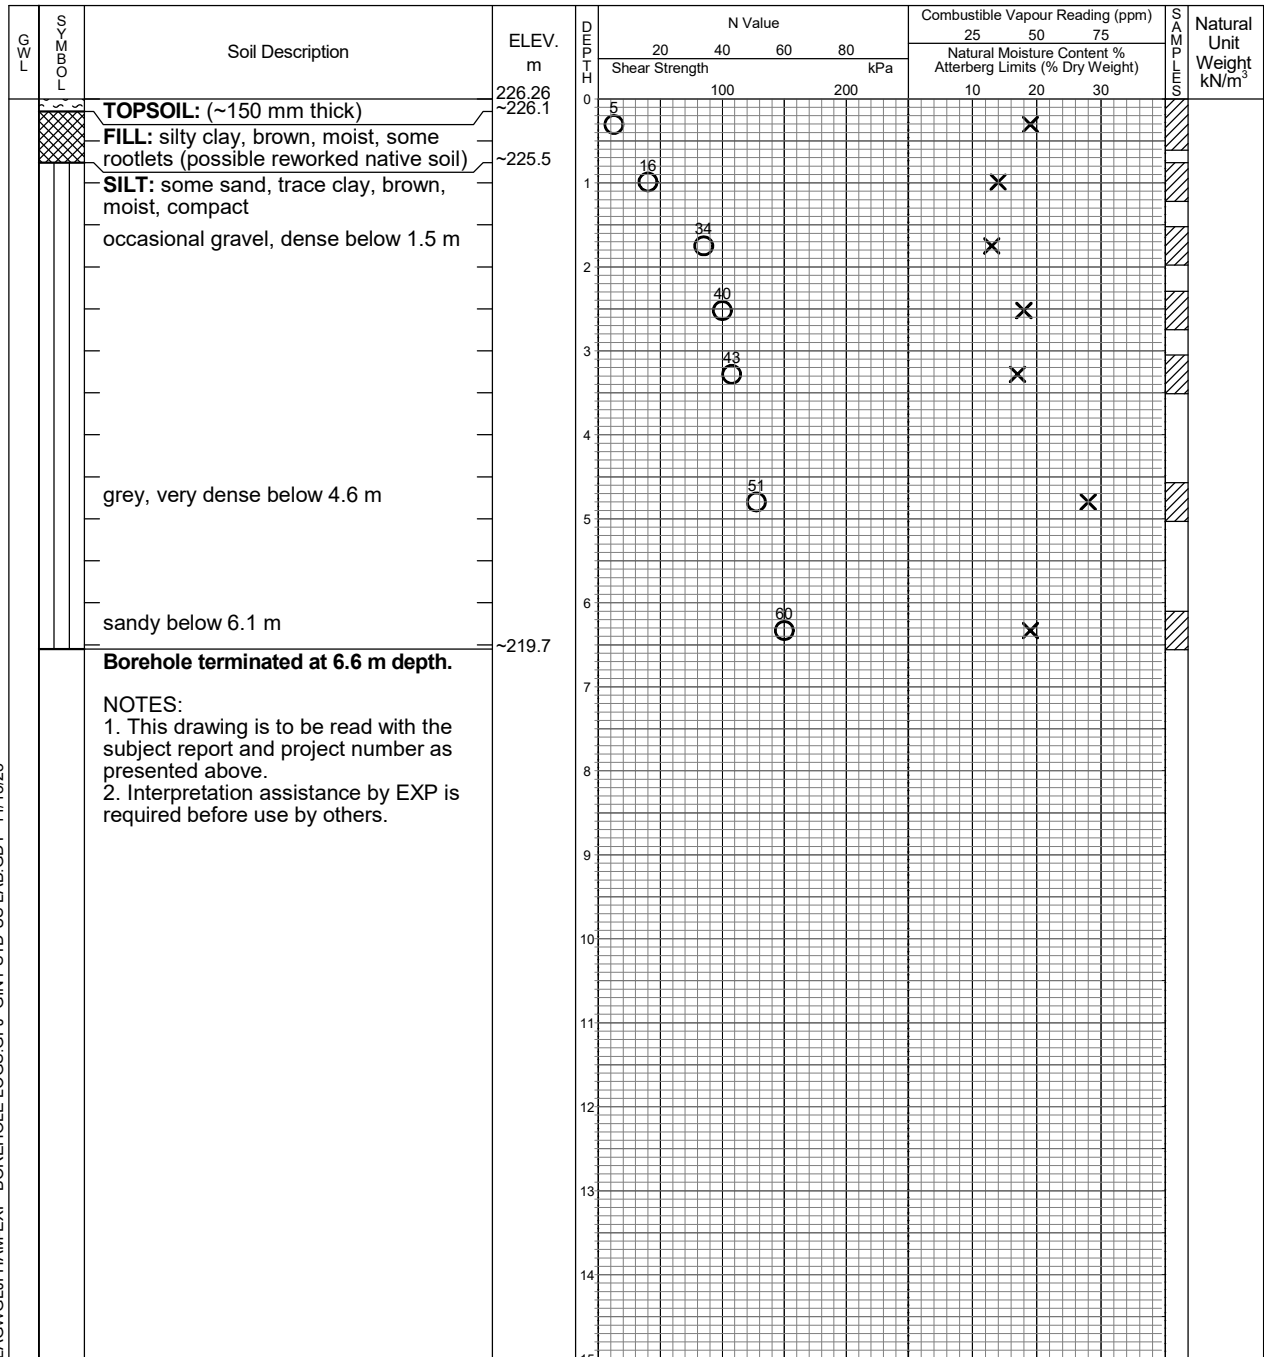 GWL
SYMBOL
Soil Description
ELEV.
m
DEPTH
N Value
20 40 60 80
Shear Strength kPa
100 200
Combustible Vapour Reading (ppm)
25 50 75
Natural Moisture Content %
Atterberg Limits (% Dry Weight)
10 20 30
SAMPLES
Natural
Unit
Weight
kN/m³
226.26
0
TOPSOIL: (~150 mm thick)
~226.1
5
FILL: silty clay, brown, moist, some
rootlets (possible reworked native soil)
~225.5
16
SILT: some sand, trace clay, brown,
1
moist, compact
occasional gravel, dense below 1.5 m
34
2
40
3
43
4
grey, very dense below 4.6 m
51
5
6
sandy below 6.1 m
60
~219.7
Borehole terminated at 6.6 m depth.
7
NOTES:
1. This drawing is to be read with the
subject report and project number as
presented above.
8
2. Interpretation assistance by EXP is
required before use by others.
9
10
11
12
13
14